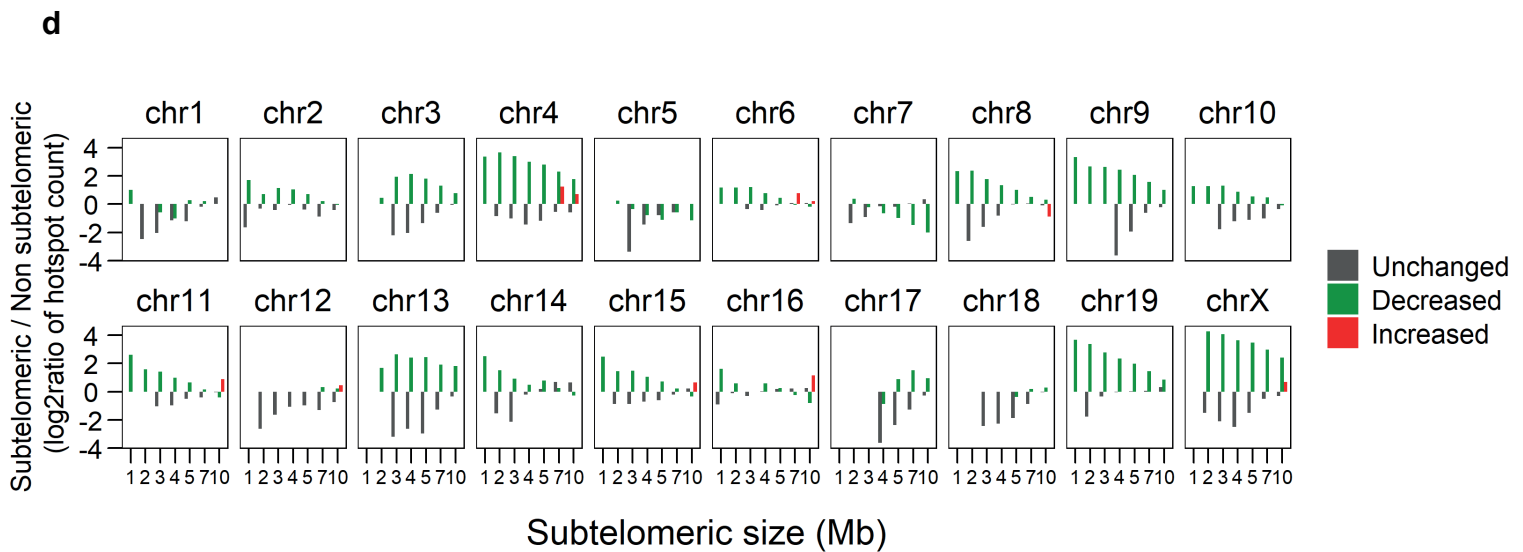 d
Subtelomeric / Non subtelomeric
(log2ratio of hotspot count)
chr1 chr2 chr3 chr4 chr5 chr6 chr7 chr8 chr9 chr10
4
2
0
-2
-4
chr11 chr12 chr13 chr14 chr15 chr16 chr17 chr18 chr19 chrX
4
2
0
-2
-4
1 2 3 4 5 7 10 1 2 3 4 5 7 10 1 2 3 4 5 7 10 1 2 3 4 5 7 10 1 2 3 4 5 7 10 1 2 3 4 5 7 10 1 2 3 4 5 7 10 1 2 3 4 5 7 10 1 2 3 4 5 7 10 1 2 3 4 5 7 10
Subtelomeric size (Mb)
Unchanged
Decreased
Increased